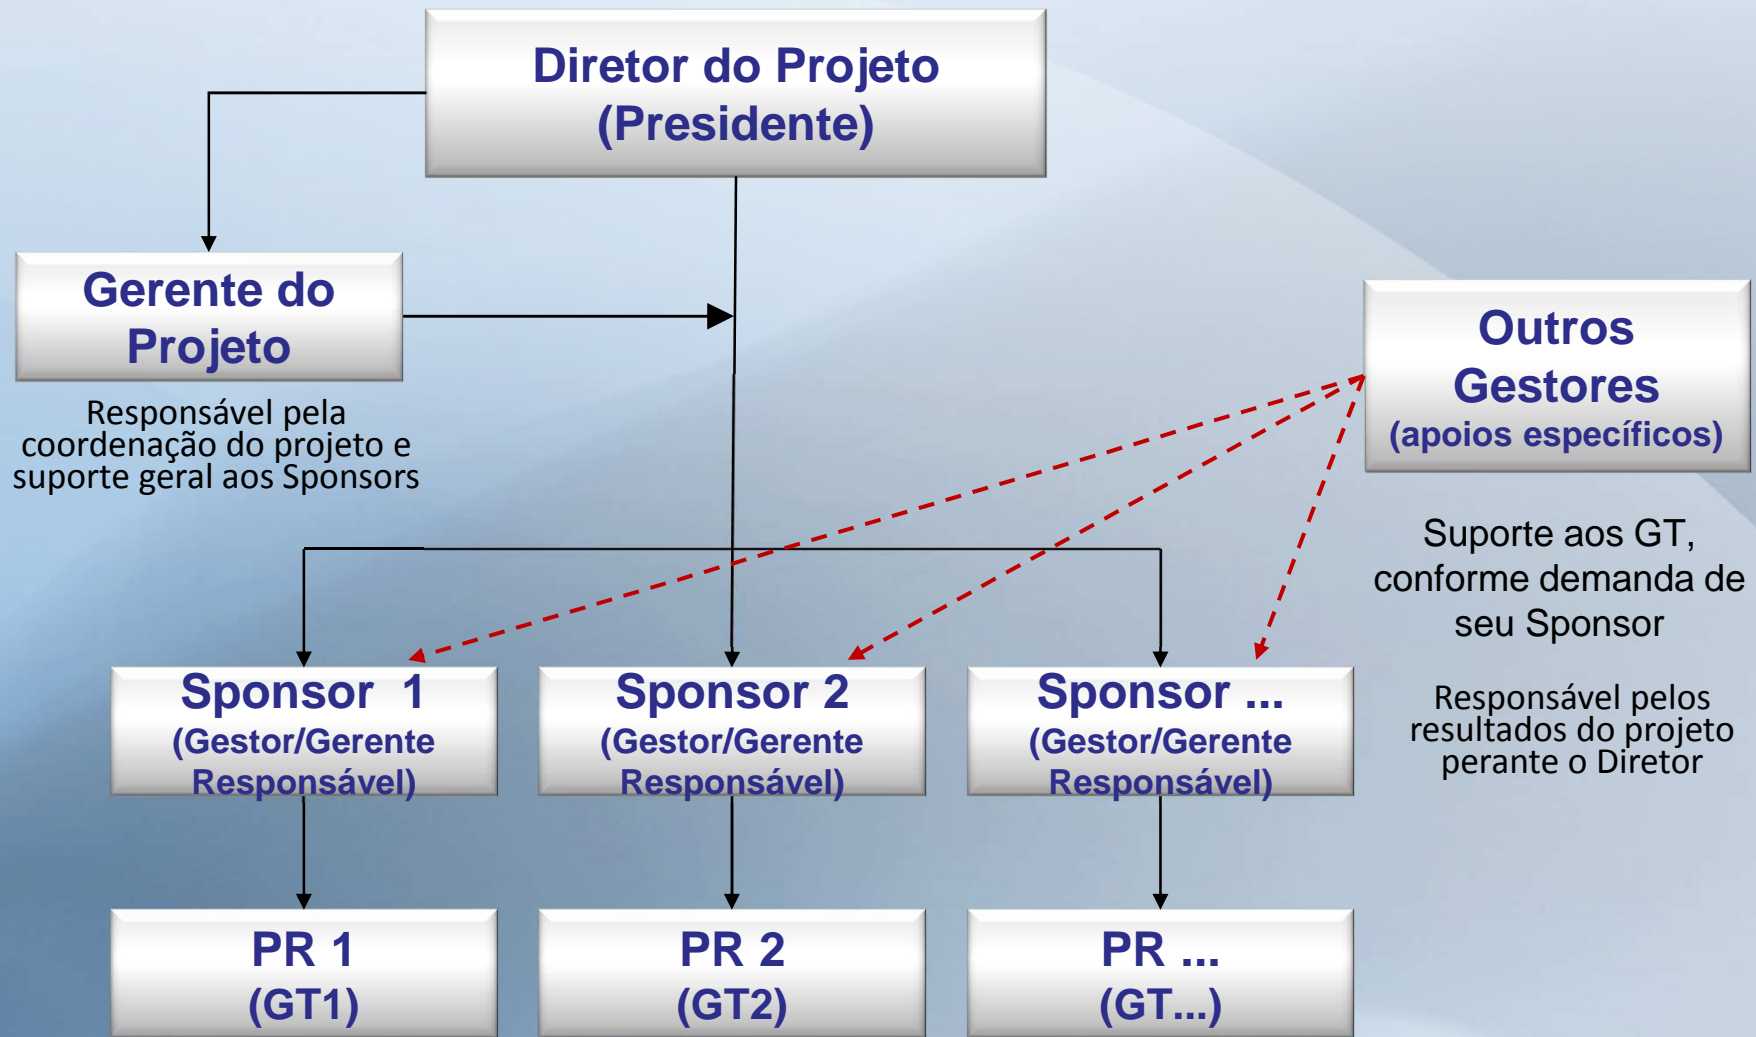 Diretor do Projeto
(Presidente)
Gerente do
Projeto
Responsável pela
coordenação do projeto e
suporte geral aos Sponsors
Outros
Gestores
(apoios específicos)
Suporte aos GT,
conforme demanda de
seu Sponsor
Responsável pelos
resultados do projeto
perante o Diretor
Sponsor 1
(Gestor/Gerente
Responsável)
Sponsor 2
(Gestor/Gerente
Responsável)
Sponsor ...
(Gestor/Gerente
Responsável)
PR 1
(GT1)
PR 2
(GT2)
PR ...
(GT...)